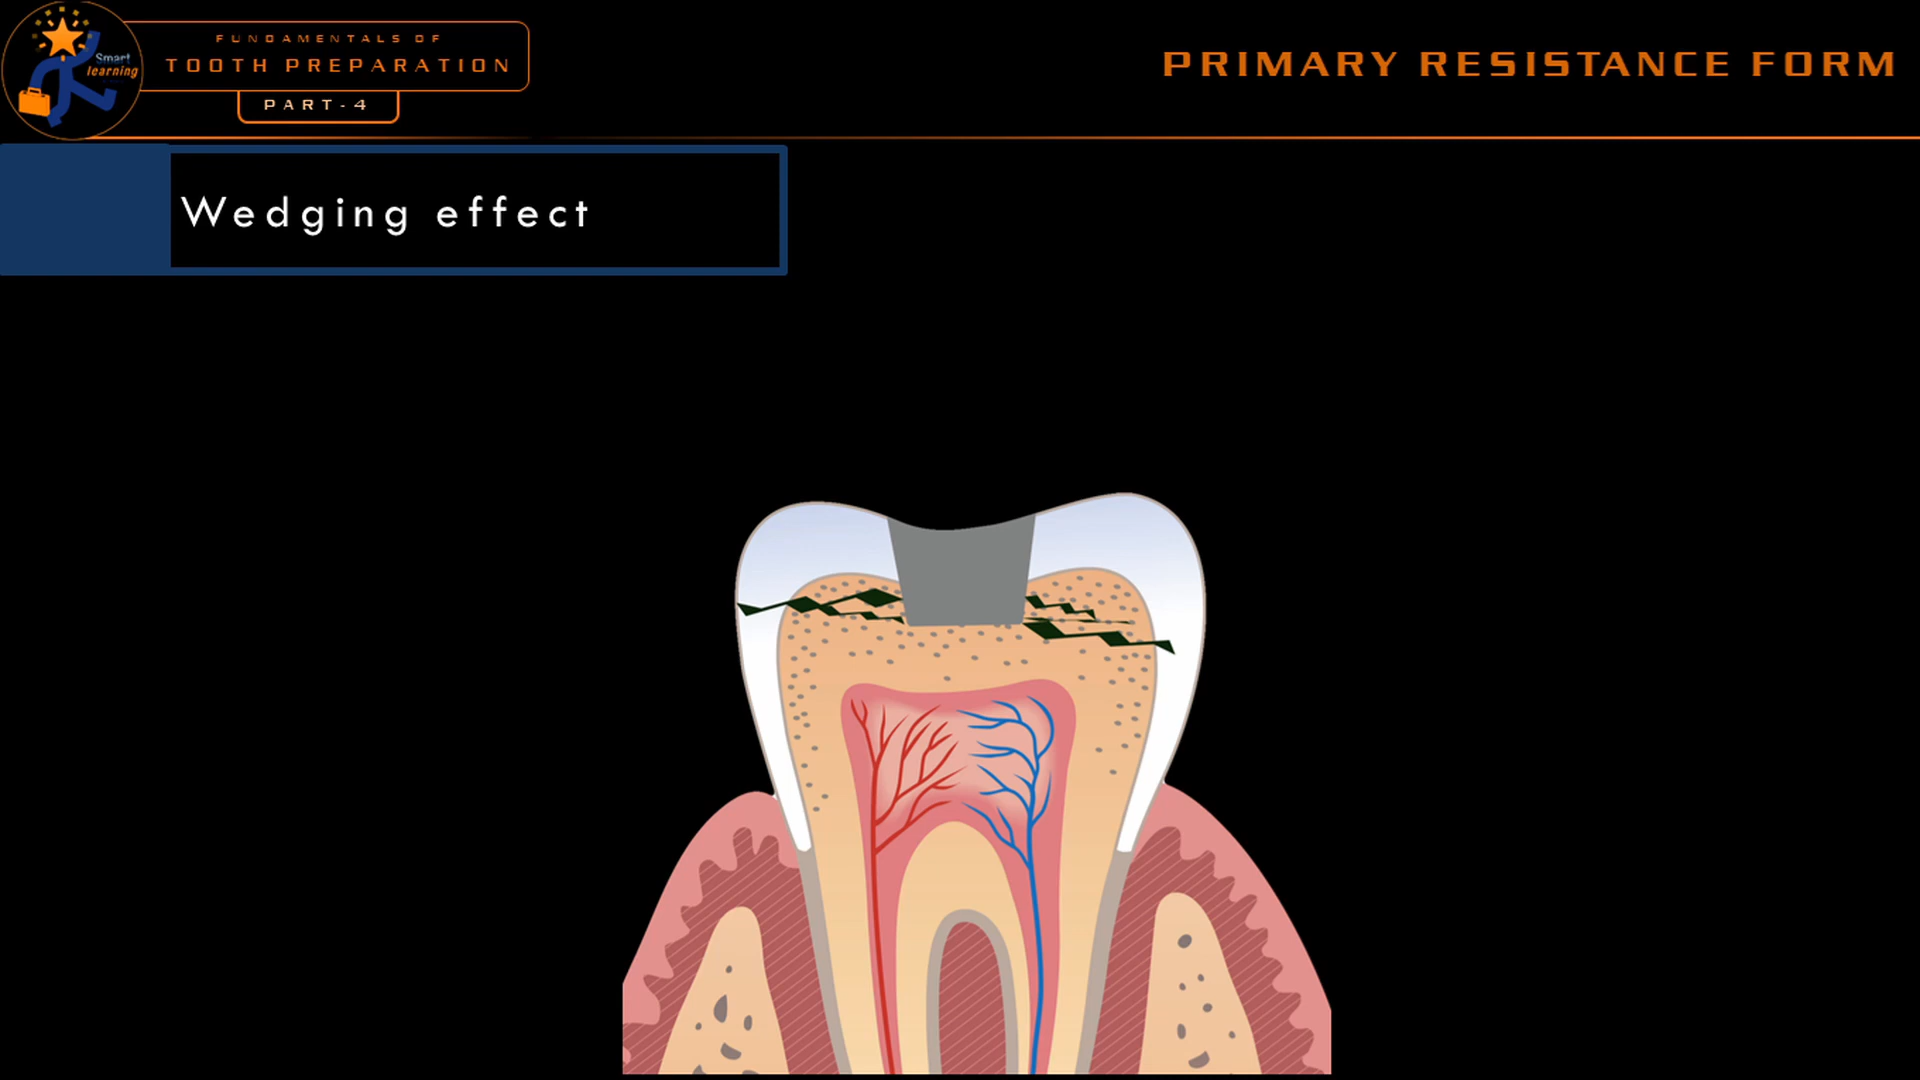 Smart
learning
FUNDAMENTALS OF
TOOTH PREPARATION
PART-4
PRIMARY RESISTANCE FORM
Wedging effect